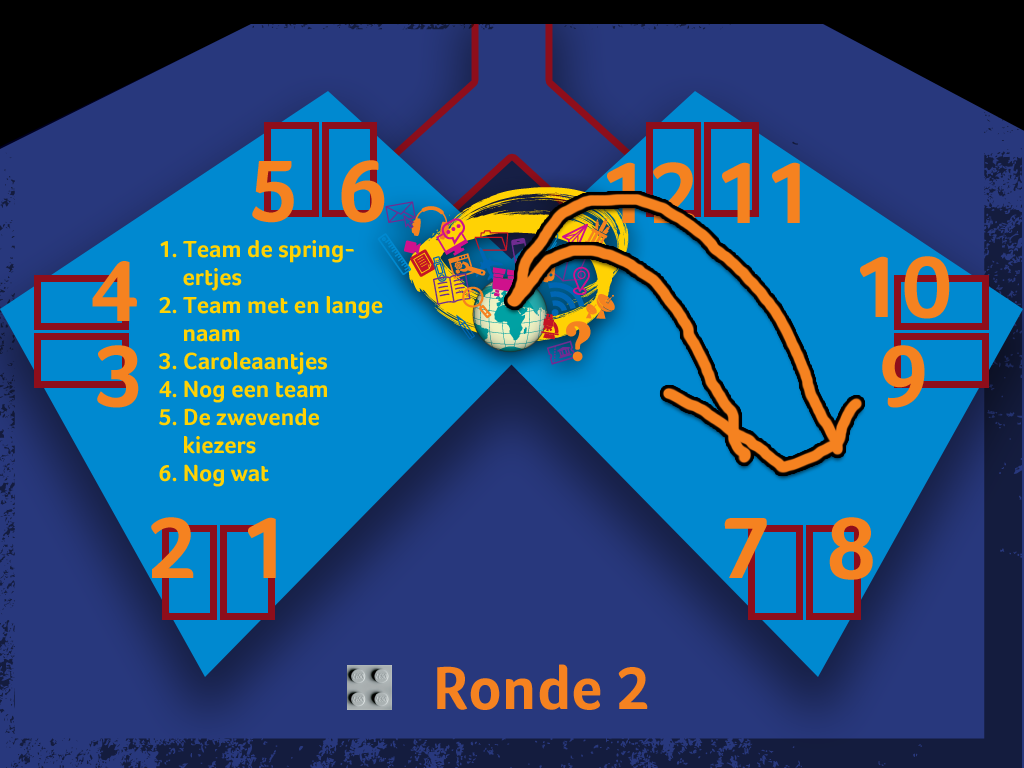 5 6
12 11
4
10
3
9
1. Team de spring-
ertjes
2. Team met en lange
naam
3. Caroleaantjes
4. Nog een team
5. De zwevende
kiezers
6. Nog wat
?
2 1
7 8
Ronde 2